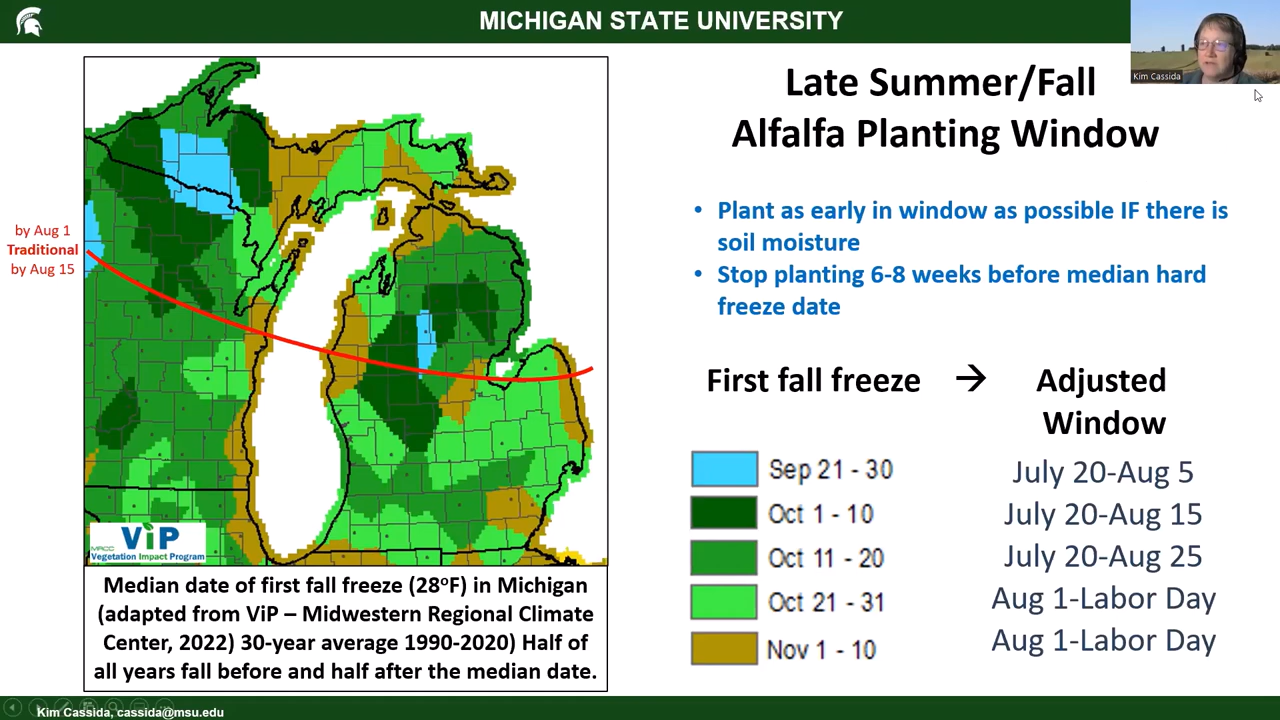 MICHIGAN STATE UNIVERSITY
Kim Cassida
Late Summer/Fall
Alfalfa Planting Window
• Plant as early in window as possible IF there is
soil moisture
• Stop planting 6-8 weeks before median hard
freeze date
by Aug 1
Traditional
by Aug 15
First fall freeze → Adjusted
Window
Sep 21 - 30 July 20-Aug 5
Oct 1 - 10 July 20-Aug 15
Oct 11 - 20 July 20-Aug 25
Oct 21 - 31 Aug 1-Labor Day
Nov 1 - 10 Aug 1-Labor Day
ViP
MRCC
Vegetation Impact Program
Median date of first fall freeze (28°F) in Michigan
(adapted from ViP – Midwestern Regional Climate
Center, 2022) 30-year average 1990-2020) Half of
all years fall before and half after the median date.
Kim Cassida, cassida@msu.edu